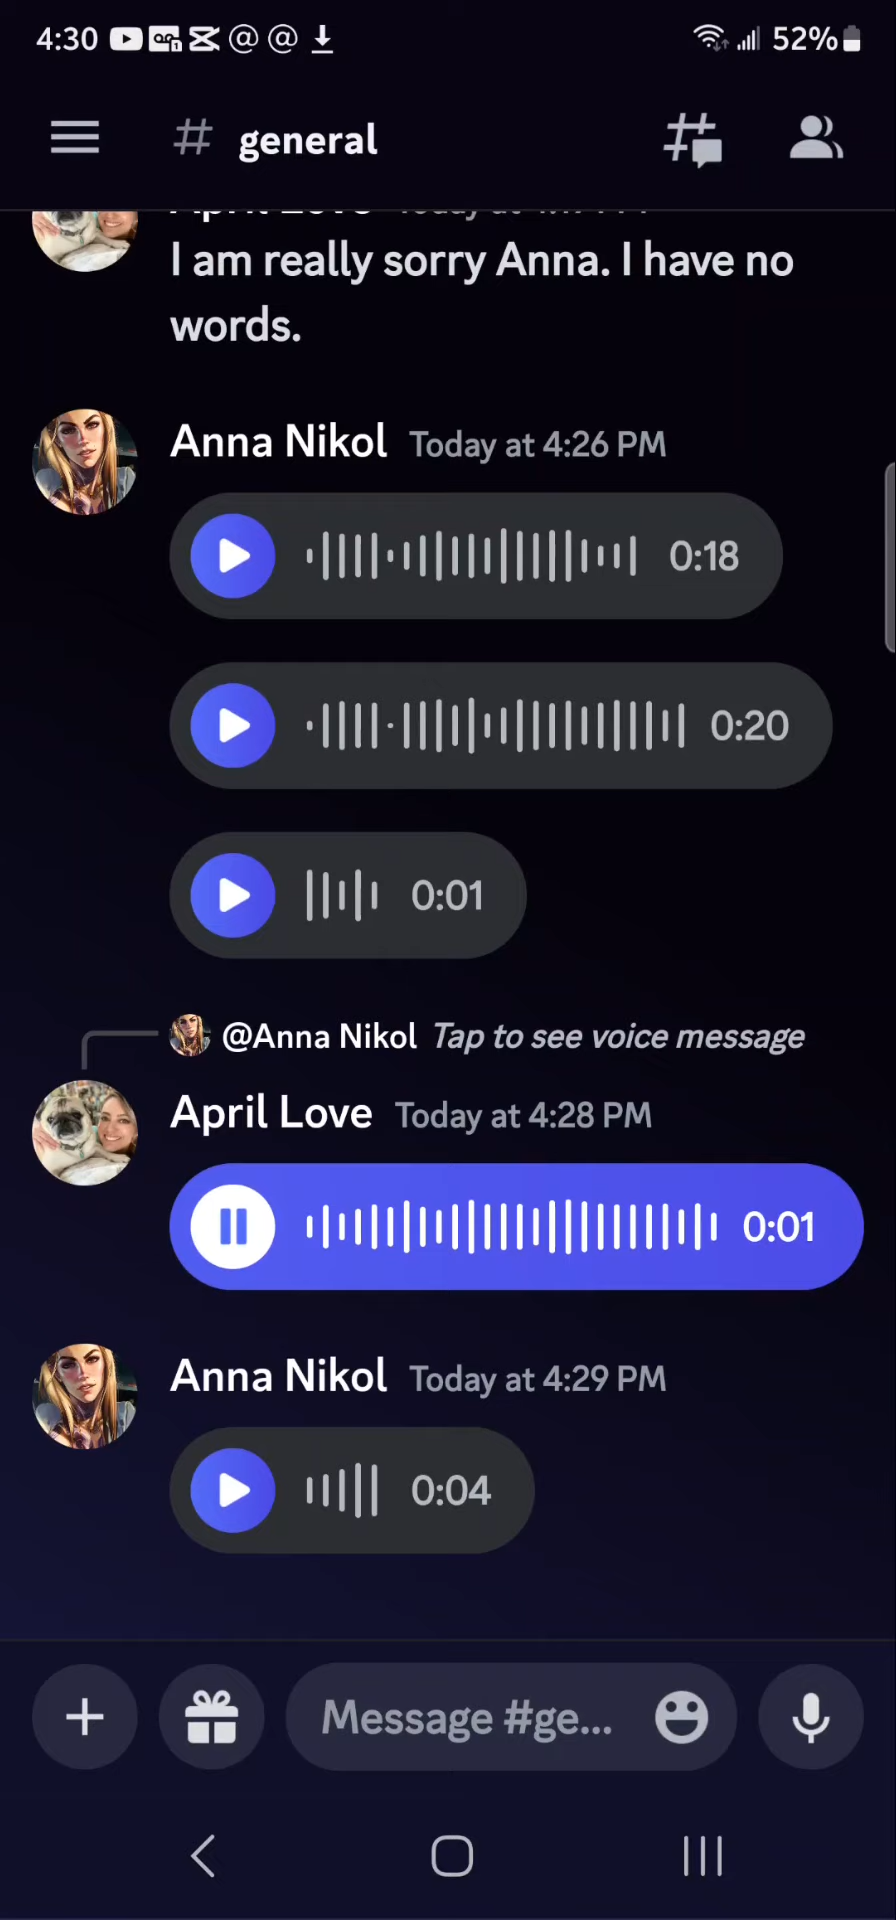 4:30 @ @ 52%
# general
April Love
I am really sorry Anna. I have no
words.
Anna Nikol Today at 4:26 PM
0:18
0:20
0:01
@Anna Nikol Tap to see voice message
April Love Today at 4:28 PM
0:01
Anna Nikol Today at 4:29 PM
0:04
Message #ge...